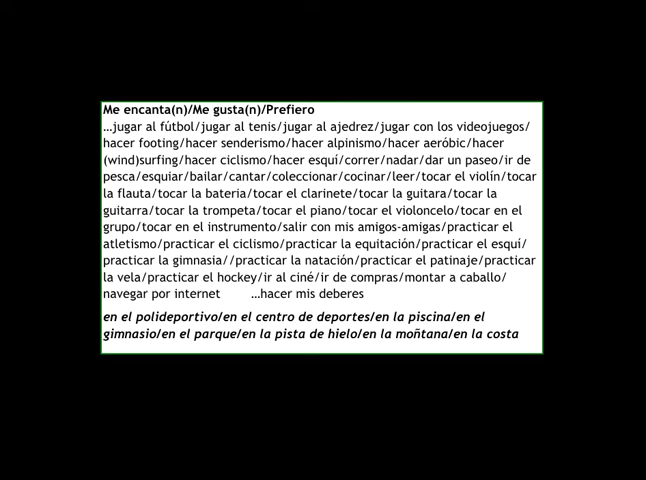 Me encanta(n)/Me gusta(n)/Prefiero
…jugar al fútbol/jugar al tenis/jugar al ajedrez/jugar con los videojuegos/
hacer footing/hacer senderismo/hacer alpinismo/hacer aeróbic/hacer
(wind)surfing/hacer ciclismo/hacer esquí/correr/nadar/dar un paseo/ir de
pesca/esquiar/bailar/cantar/coleccionar/cocinar/leer/tocar el violín/tocar
la flauta/tocar la bateria/tocar el clarinete/tocar la guitara/tocar la
guitarra/tocar la trompeta/tocar el piano/tocar el violoncelo/tocar en el
grupo/tocar en el instrumento/salir con mis amigos-amigas/practicar el
atletismo/practicar el ciclismo/practicar la equitación/practicar el esquí/
practicar la gimnasia//practicar la natación/practicar el patinaje/practicar
la vela/practicar el hockey/ir al ciné/ir de compras/montar a caballo/
navegar por internet …hacer mis deberes
en el polideportivo/en el centro de deportes/en la piscina/en el
gimnasio/en el parque/en la pista de hielo/en la moñtana/en la costa